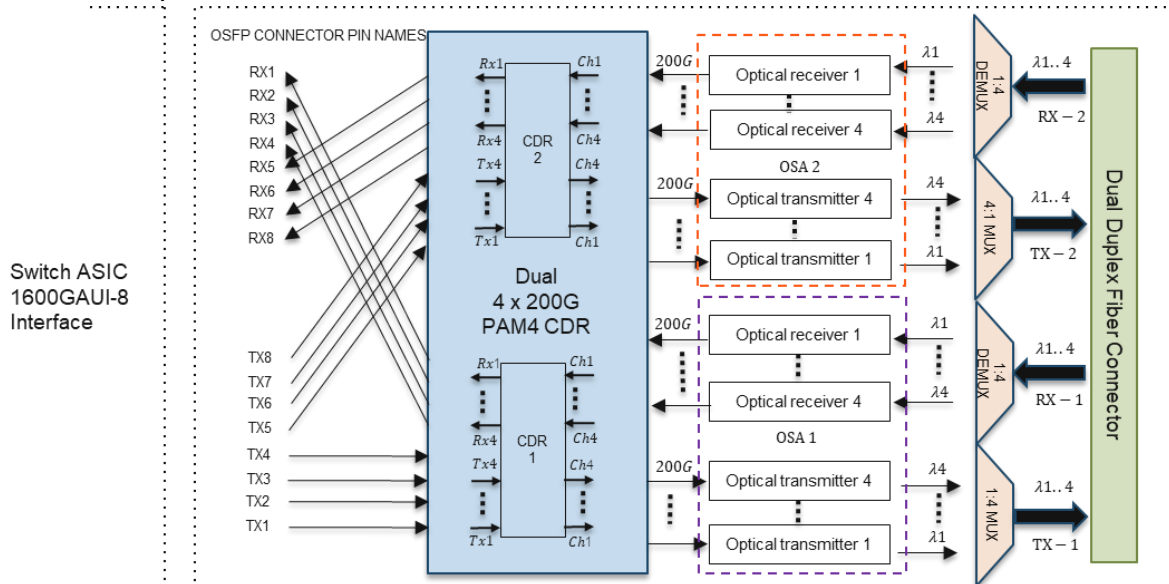 OSFP CONNECTOR PIN NAMES
RX1
RX2
RX3
RX4
RX5
RX6
RX7
RX8
Switch ASIC
1600GAUI-8
Interface
TX8
TX7
TX6
TX5
TX4
TX3
TX2
TX1
Rx1
Ch1
Rx4
Ch4
CDR
2
Tx4
Ch4
Tx1
Ch1
Dual
4 x 200G
PAM4 CDR
Rx1
Ch1
Rx4
Ch4
CDR
1
Tx4
Ch4
Tx1
Ch1
200G
Optical receiver 1
λ1
Optical receiver 4
λ4
OSA 2
200G
Optical transmitter 4
λ4
Optical transmitter 1
λ1
200G
Optical receiver 1
λ1
Optical receiver 4
λ4
OSA 1
200G
Optical transmitter 4
λ4
Optical transmitter 1
λ1
1:4
DEMUX
λ1..4
RX − 2
4:1 MUX
λ1..4
TX − 2
1:4
DEMUX
λ1..4
RX − 1
1:4 MUX
λ1..4
TX − 1
Dual Duplex Fiber Connector